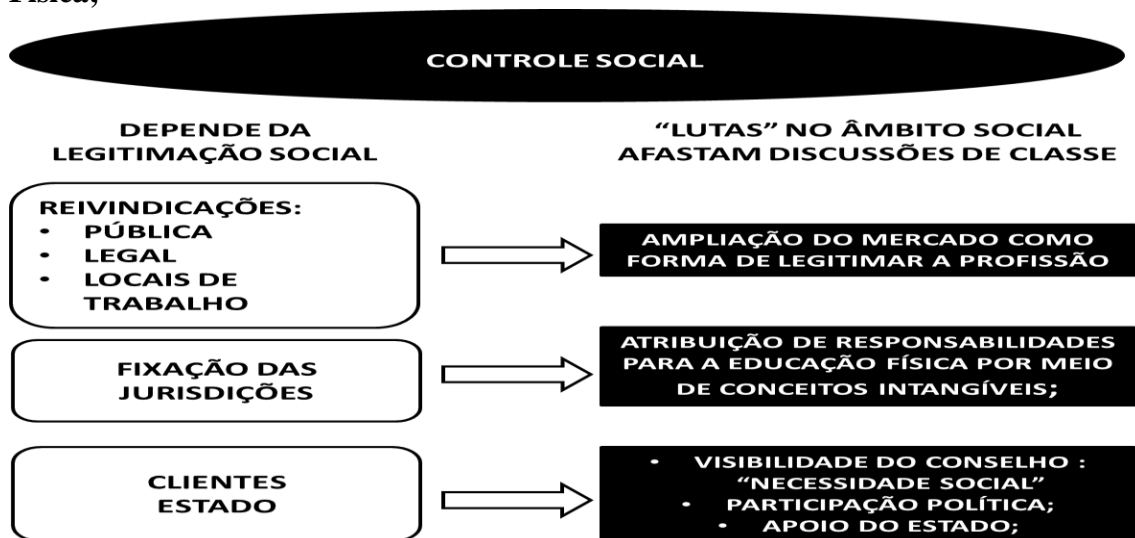 Física;
CONTROLE SOCIAL
DEPENDE DA
LEGITIMAÇÃO SOCIAL
“LUTAS” NO ÂMBITO SOCIAL
AFASTAM DISCUSSÕES DE CLASSE
REIVINDICAÇÕES:
• PÚBLICA
• LEGAL
• LOCAIS DE
TRABALHO
AMPLIAÇÃO DO MERCADO COMO
FORMA DE LEGITIMAR A PROFISSÃO
FIXAÇÃO DAS
JURISDIÇÕES
ATRIBUIÇÃO DE RESPONSABILIDADES
PARA A EDUCAÇÃO FÍSICA POR MEIO
DE CONCEITOS INTANGÍVEIS;
CLIENTES
ESTADO
• VISIBILIDADE DO CONSELHO :
“NECESSIDADE SOCIAL”
• PARTICIPAÇÃO POLÍTICA;
• APOIO DO ESTADO;